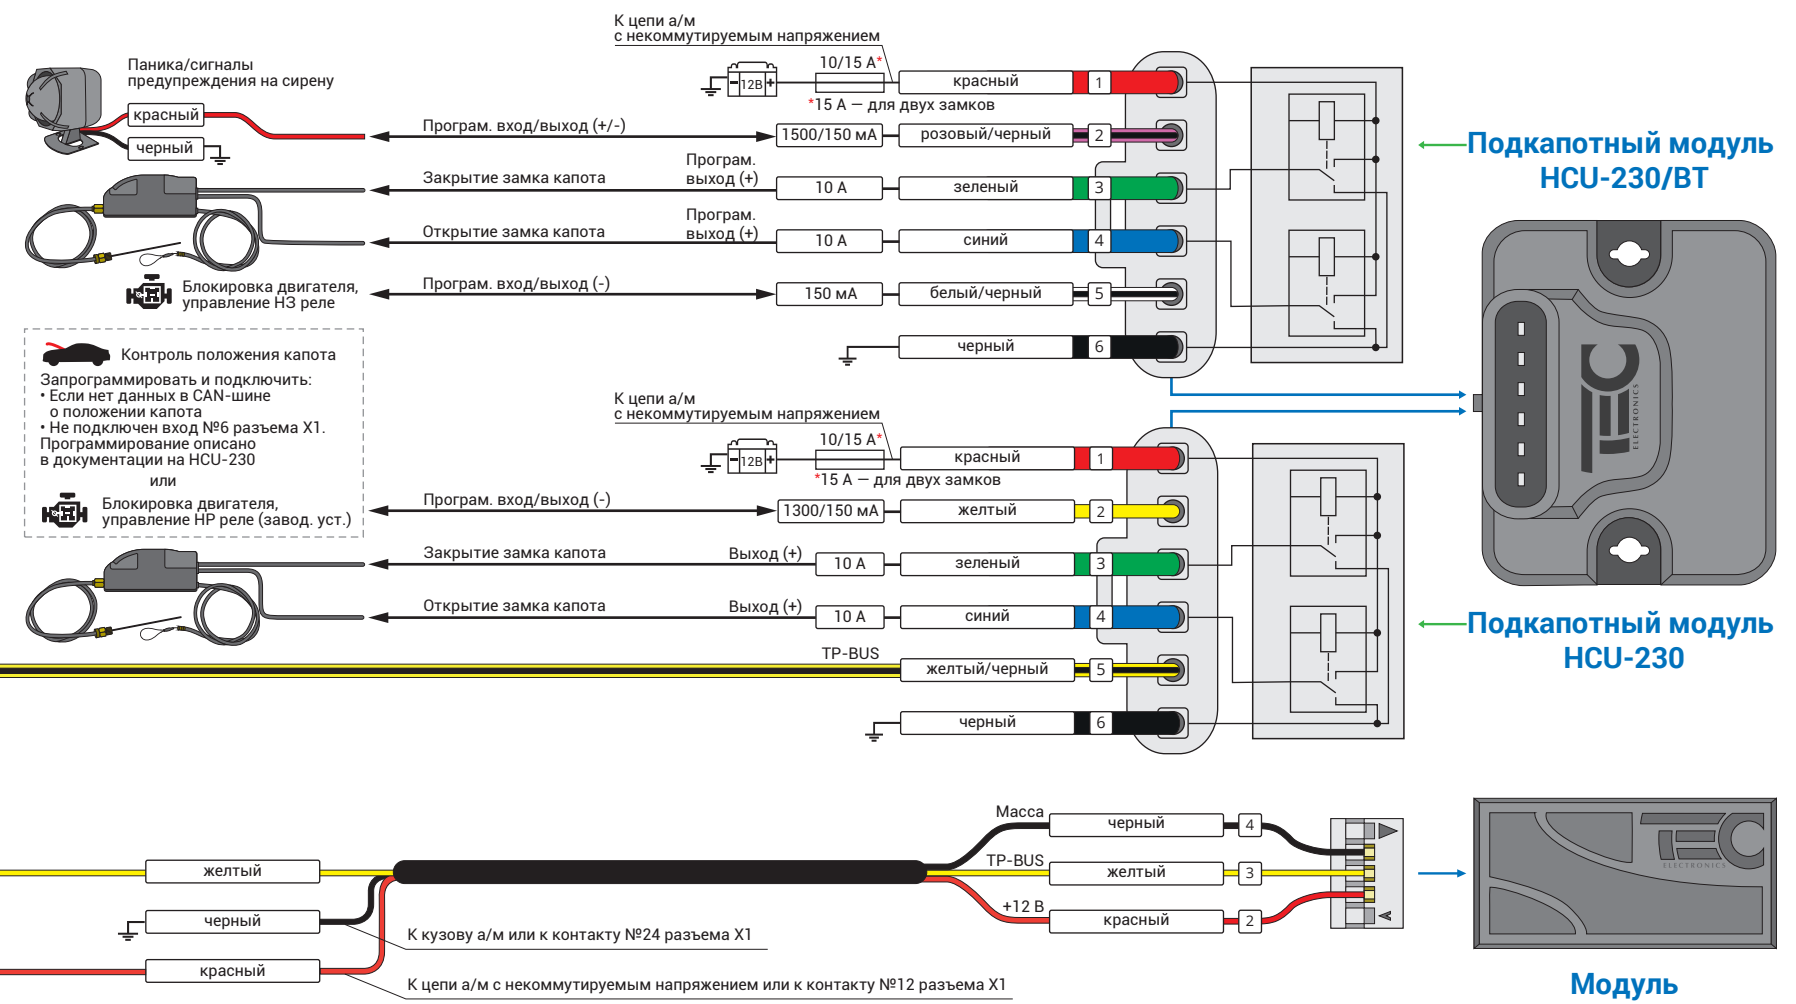 К цепи а/м
с некоммутируемым напряжением
Паника/сигналы
предупреждения на сирену
10/15 А*
12В
красный
1
*15 А — для двух замков
красный
черный
Програм. вход/выход (+/-)
1500/150 мА
розовый/черный
2
Закрытие замка капота
Програм.
выход (+)
10 А
зеленый
3
Открытие замка капота
Програм.
выход (+)
10 А
синий
4
Блокировка двигателя,
управление НЗ реле
Програм. вход/выход (-)
150 мА
белый/черный
5
черный
6
Подкапотный модуль
HCU-230/BT
TEC
ELECTRONICS
Контроль положения капота
Запрограммировать и подключить:
• Если нет данных в CAN-шине
о положении капота
• Не подключен вход №6 разъема X1.
Программирование описано
в документации на HCU-230
или
Блокировка двигателя,
управление НР реле (завод. уст.)
К цепи а/м
с некоммутируемым напряжением
10/15 А*
12В
красный
1
*15 А — для двух замков
Програм. вход/выход (-)
1300/150 мА
желтый
2
Закрытие замка капота
Выход (+)
10 А
зеленый
3
Открытие замка капота
Выход (+)
10 А
синий
4
TP-BUS
желтый/черный
5
черный
6
Подкапотный модуль
HCU-230
Масса
черный
4
TP-BUS
желтый
3
+12 В
красный
2
желтый
черный
К кузову а/м или к контакту №24 разъема X1
красный
К цепи а/м с некоммутируемым напряжением или к контакту №12 разъема X1
TEC
ELECTRONICS
Модуль